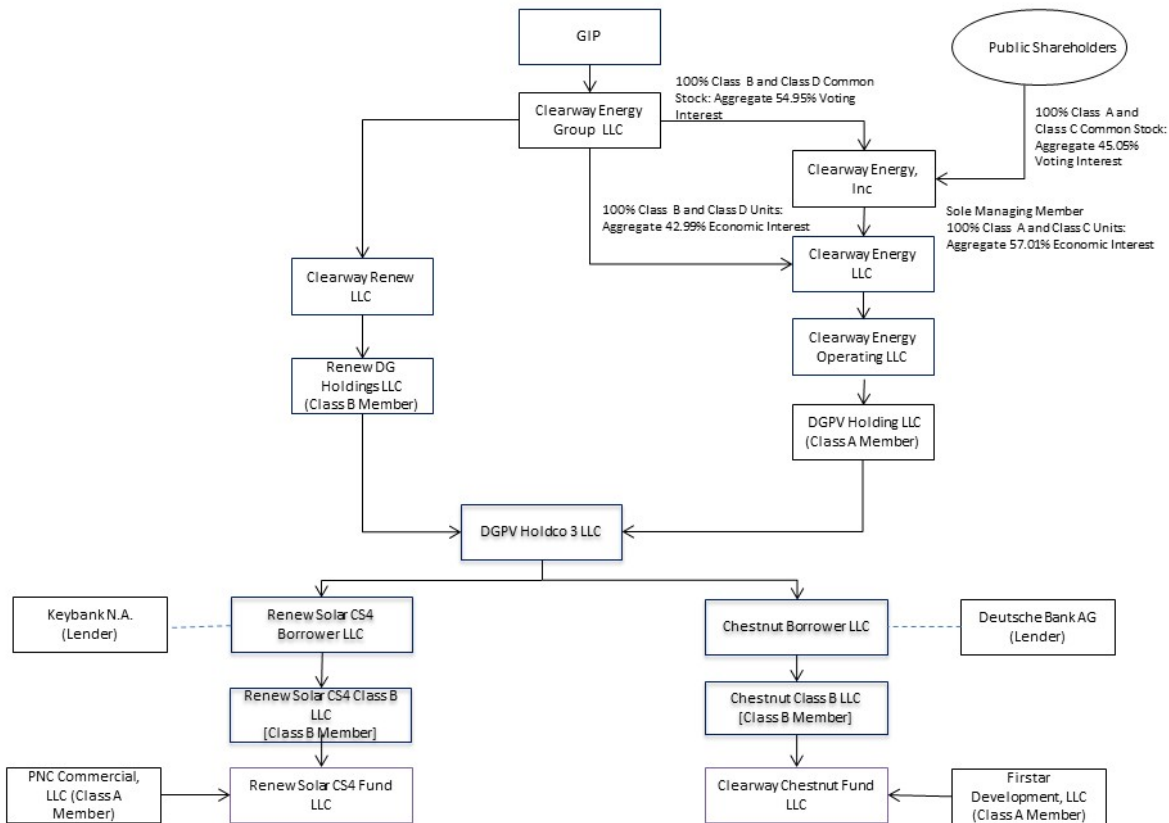 GIP
Public Shareholders
100% Class B and Class D Common
Stock: Aggregate 54.95% Voting
Interest
Clearway Energy
Group LLC
100% Class A and
Class C Common Stock:
Aggregate 45.05%
Voting Interest
Clearway Energy,
Inc
100% Class B and Class D Units:
Aggregate 42.99% Economic Interest
Sole Managing Member
100% Class A and Class C Units:
Aggregate 57.01% Economic Interest
Clearway Energy
LLC
Clearway Renew
LLC
Clearway Energy
Operating LLC
Renew DG
Holdings LLC
(Class B Member)
DGPV Holding LLC
(Class A Member)
DGPV Holdco 3 LLC
Keybank N.A.
(Lender)
Renew Solar CS4
Borrower LLC
Chestnut Borrower LLC
Deutsche Bank AG
(Lender)
Renew Solar CS4 Class B
LLC
[Class B Member]
Chestnut Class B LLC
[Class B Member]
PNC Commercial,
LLC (Class A
Member)
Renew Solar CS4 Fund
LLC
Clearway Chestnut Fund
LLC
Firstar
Development, LLC
(Class A Member)